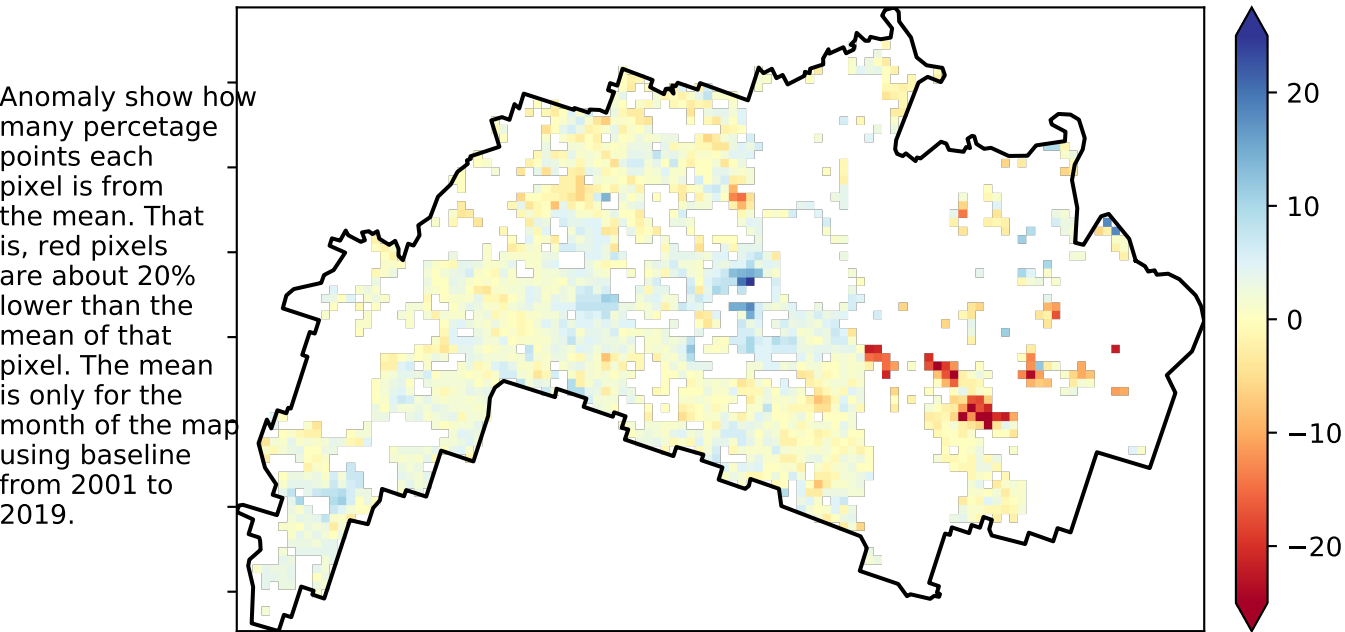 Anomaly show how
many percetage
points each
pixel is from
the mean. That
is, red pixels
are about 20%
lower than the
mean of that
pixel. The mean
is only for the
month of the map
using baseline
from 2001 to
2019.
20
10
0
−10
−20